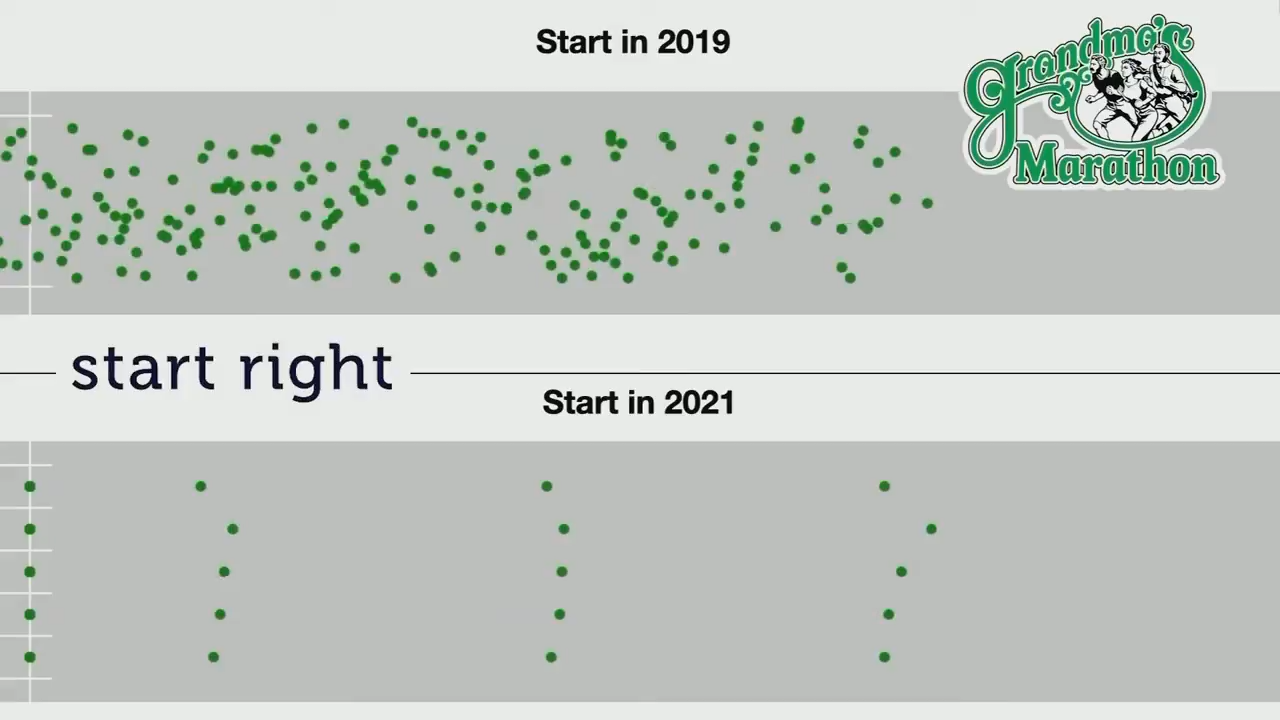 Start in 2019
Grandma's
Marathon
start right
Start in 2021